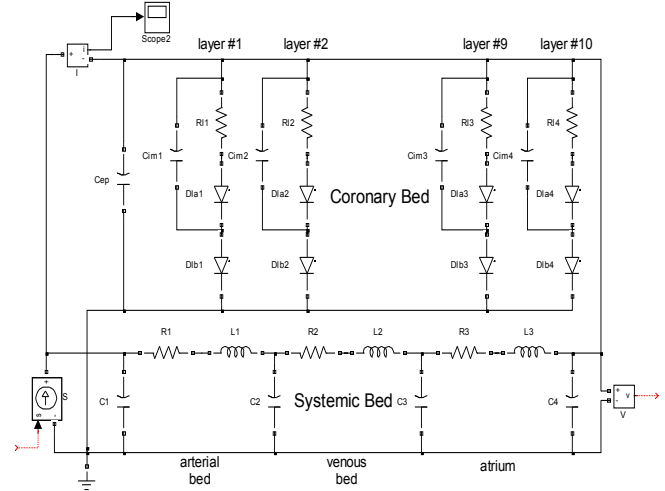 i
+
-
I
Scope2
layer #1
layer #2
layer #9
layer #10
Rl1
Rl2
Rl3
Rl4
Cim1
Cim2
Cim3
Cim4
Cep
Dla1
Dla2
Coronary Bed
Dla3
Dla4
Dlb1
Dlb2
Dlb3
Dlb4
R1
L1
R2
L2
R3
L3
+
S
s
-
C1
C2
Systemic Bed
C3
C4
+
-
v
V
arterial
bed
venous
bed
atrium